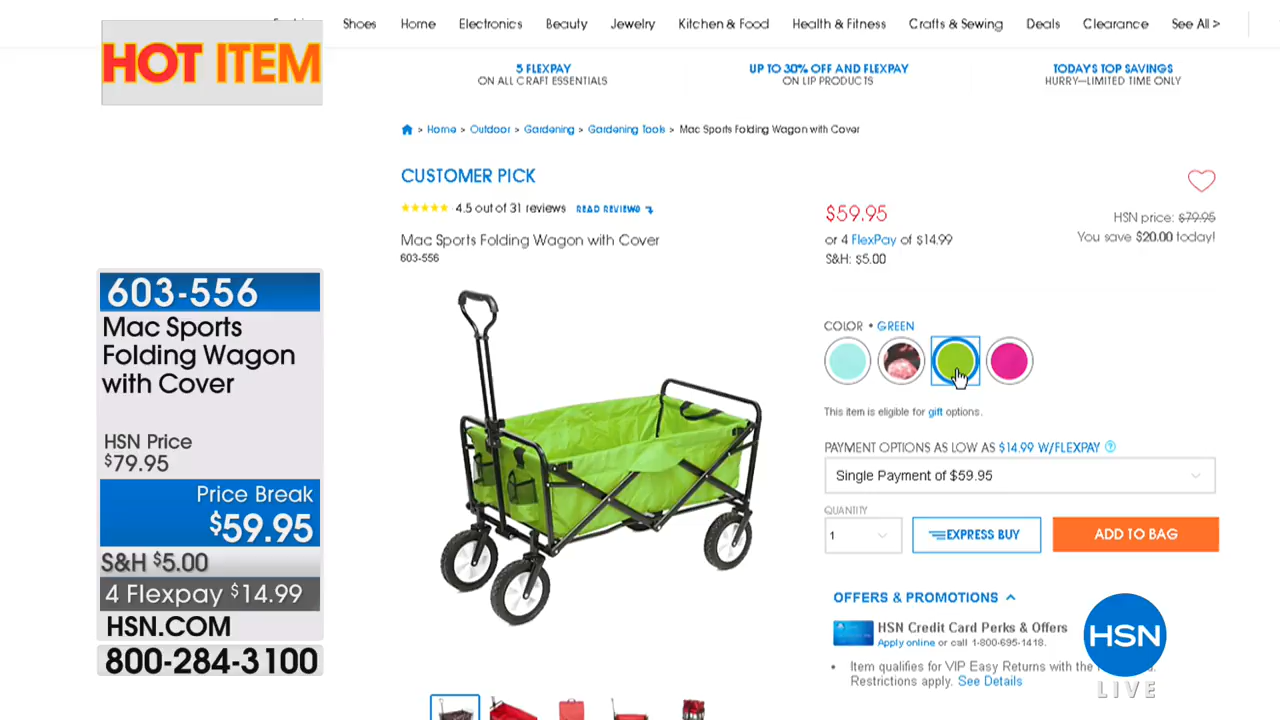 Shoes
Home
Electronics
Beauty
Jewelry
Kitchen & Food
Health & Fitness
Crafts & Sewing
Deals
Clearance
See All >
HOT ITEM
5 FLEXPAY
ON ALL CRAFT ESSENTIALS
UP TO 30% OFF AND FLEXPAY
ON LIP PRODUCTS
TODAY'S TOP SAVINGS
HURRY—LIMITED TIME ONLY
> Home > Outdoor > Gardening > Gardening Tools > Mac Sports Folding Wagon with Cover
CUSTOMER PICK
4.5 out of 31 reviews READ REVIEWS
Mac Sports Folding Wagon with Cover
603-556
$59.95
HSN price: $79.95
or 4 FlexPay of $14.99
You save $20.00 today!
S&H: $5.00
603-556
Mac Sports
Folding Wagon
with Cover
HSN Price
$79.95
Price Break
$59.95
S&H $5.00
4 Flexpay $14.99
HSN.COM
800-284-3100
COLOR • GREEN
This item is eligible for gift options.
PAYMENT OPTIONS AS LOW AS $14.99 W/FLEXPAY ?
Single Payment of $59.95
QUANTITY
1
EXPRESS BUY
ADD TO BAG
OFFERS & PROMOTIONS
HSN Credit Card Perks & Offers
Apply online or call 1-800-695-1418.
• Item qualifies for VIP Easy Returns with the
Restrictions apply. See Details
HSN
LIVE